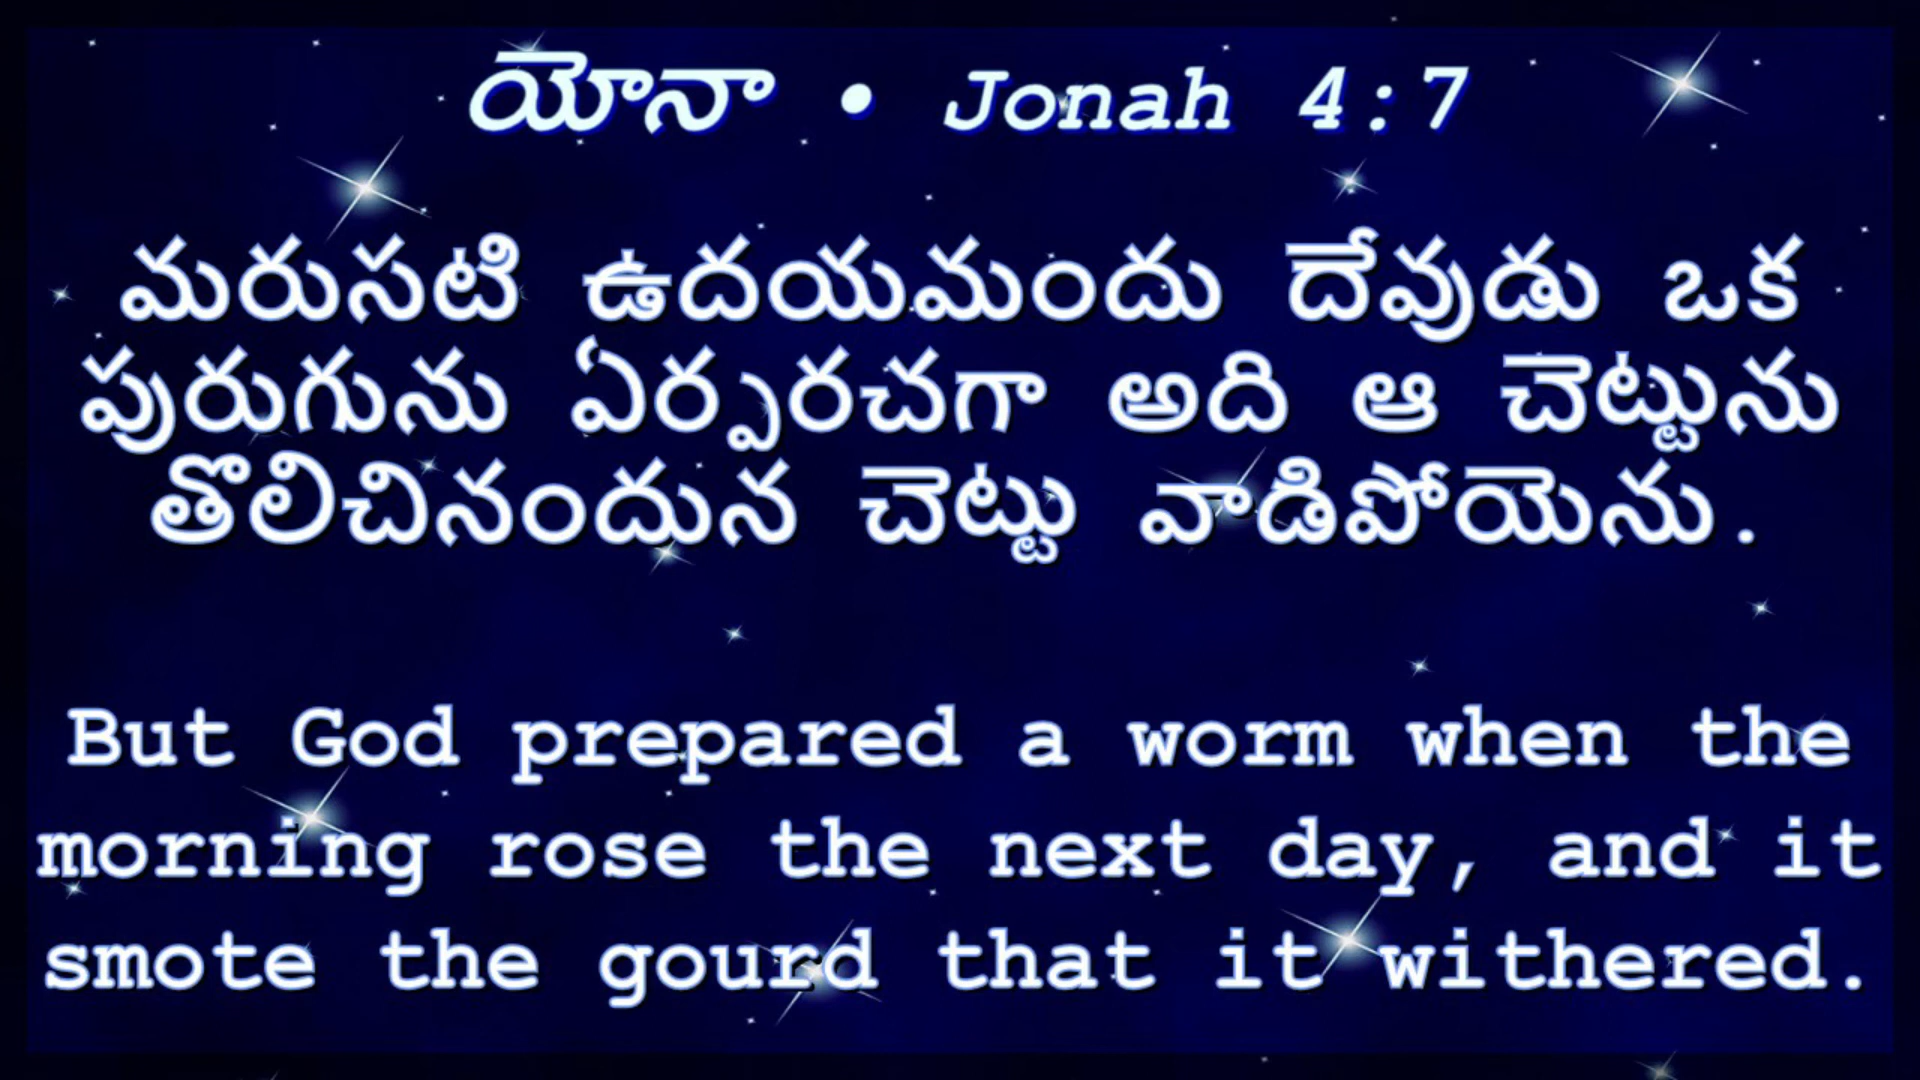 యోనా • Jonah 4:7
మరుసటి ఉదయమందు దేవుడు ఒక
పురుగును ఏర్పరచగా అది ఆ చెట్టును
తొలిచినందున చెట్టు వాడిపోయెను.
But God prepared a worm when the
morning rose the next day, and it
smote the gourd that it withered.